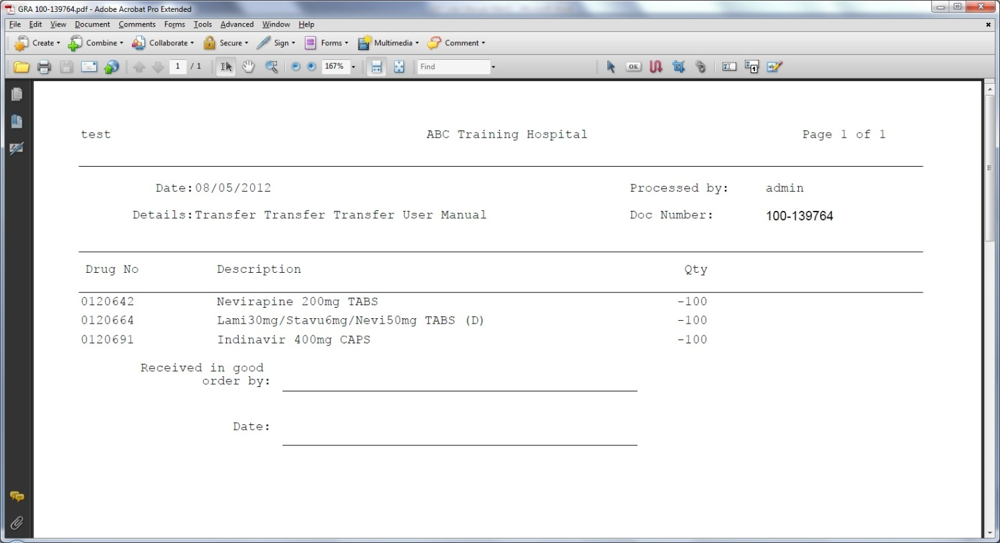 GRA 100-139764.pdf - Adobe Acrobat Pro Extended
File Edit View Document Comments Forms Tools Advanced Window Help
Create Combine Collaborate Secure Sign Forms Multimedia Comment
1 / 1 167% Find OK
test ABC Training Hospital Page 1 of 1
Date:08/05/2012 Processed by: admin
Details:Transfer Transfer Transfer User Manual Doc Number: 100-139764
Drug No Description Qty
0120642 Nevirapine 200mg TABS -100
0120664 Lami30mg/Stavu6mg/Nevi50mg TABS (D) -100
0120691 Indinavir 400mg CAPS -100
Received in good
order by:
Date: